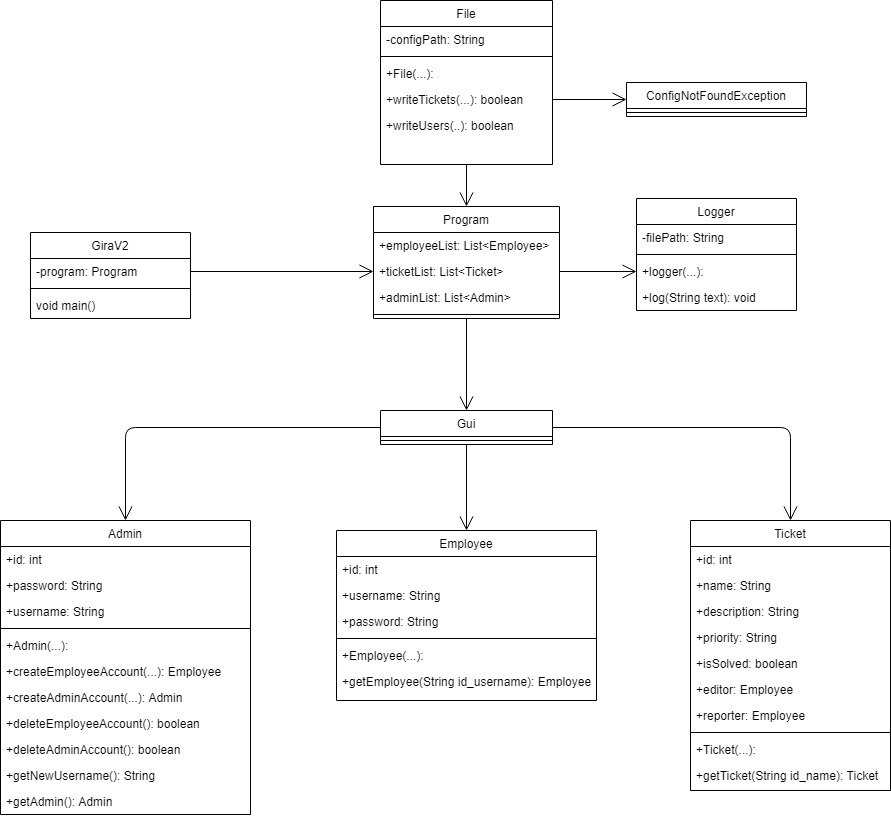 File
-configPath: String
+File(...):
+writeTickets(...): boolean
+writeUsers(..): boolean
ConfigNotFoundException
GiraV2
-program: Program
void main()
Program
+employeeList: List<Employee>
+ticketList: List<Ticket>
+adminList: List<Admin>
Logger
-filePath: String
+logger(...):
+log(String text): void
Gui
Admin
+id: int
+password: String
+username: String
+Admin(...):
+createEmployeeAccount(...): Employee
+createAdminAccount(...): Admin
+deleteEmployeeAccount(): boolean
+deleteAdminAccount(): boolean
+getNewUsername(): String
+getAdmin(): Admin
Employee
+id: int
+username: String
+password: String
+Employee(...):
+getEmployee(String id_username): Employee
Ticket
+id: int
+name: String
+description: String
+priority: String
+isSolved: boolean
+editor: Employee
+reporter: Employee
+Ticket(...):
+getTicket(String id_name): Ticket